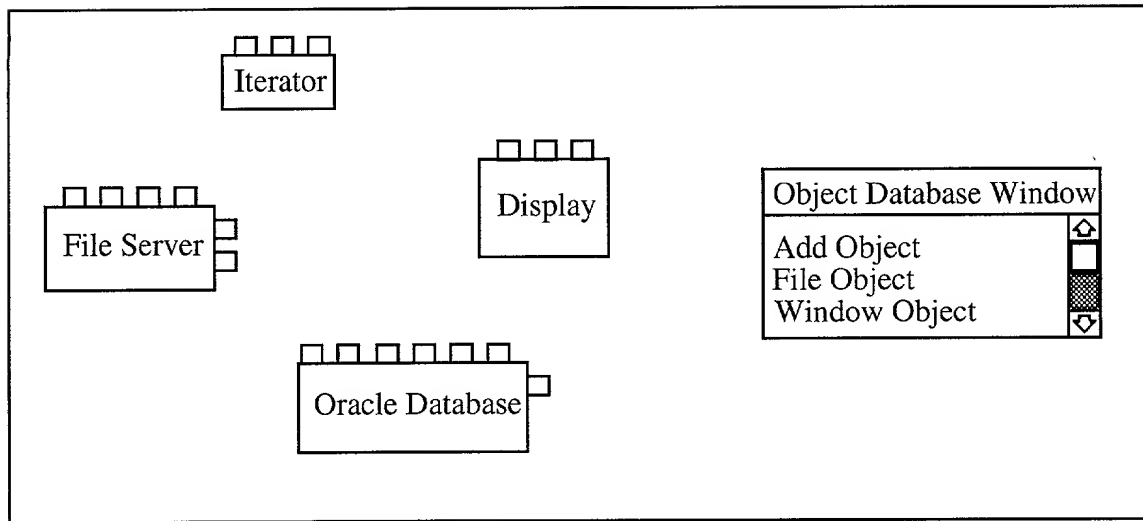 Iterator
Display
File Server
Oracle Database
Object Database Window
Add Object
File Object
Window Object